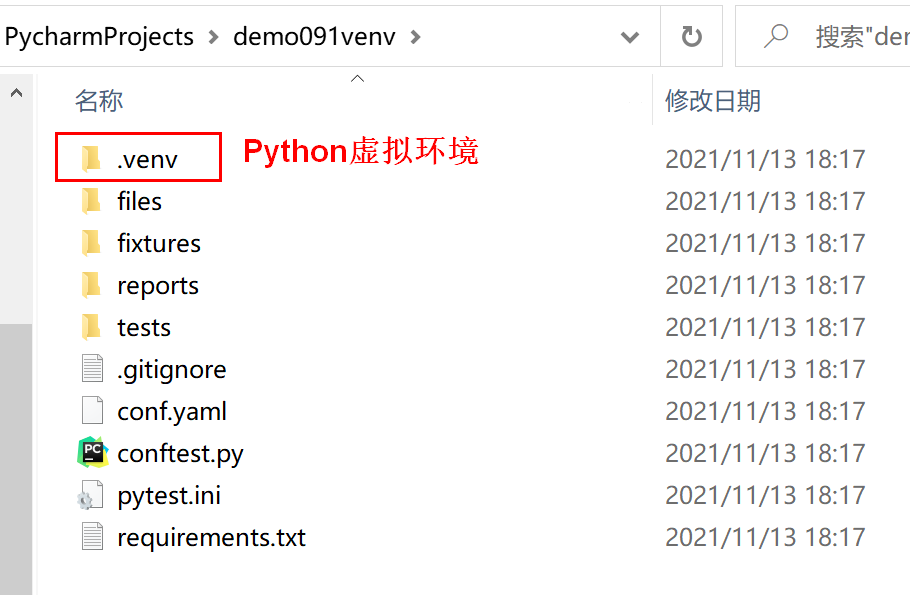 PycharmProjects > demo091venv > 搜索"der
名称 修改日期
.venv Python虚拟环境 2021/11/13 18:17
files 2021/11/13 18:17
fixtures 2021/11/13 18:17
reports 2021/11/13 18:17
tests 2021/11/13 18:17
.gitignore 2021/11/13 18:17
conf.yaml 2021/11/13 18:17
PC conftest.py 2021/11/13 18:17
pytest.ini 2021/11/13 18:17
requirements.txt 2021/11/13 18:17